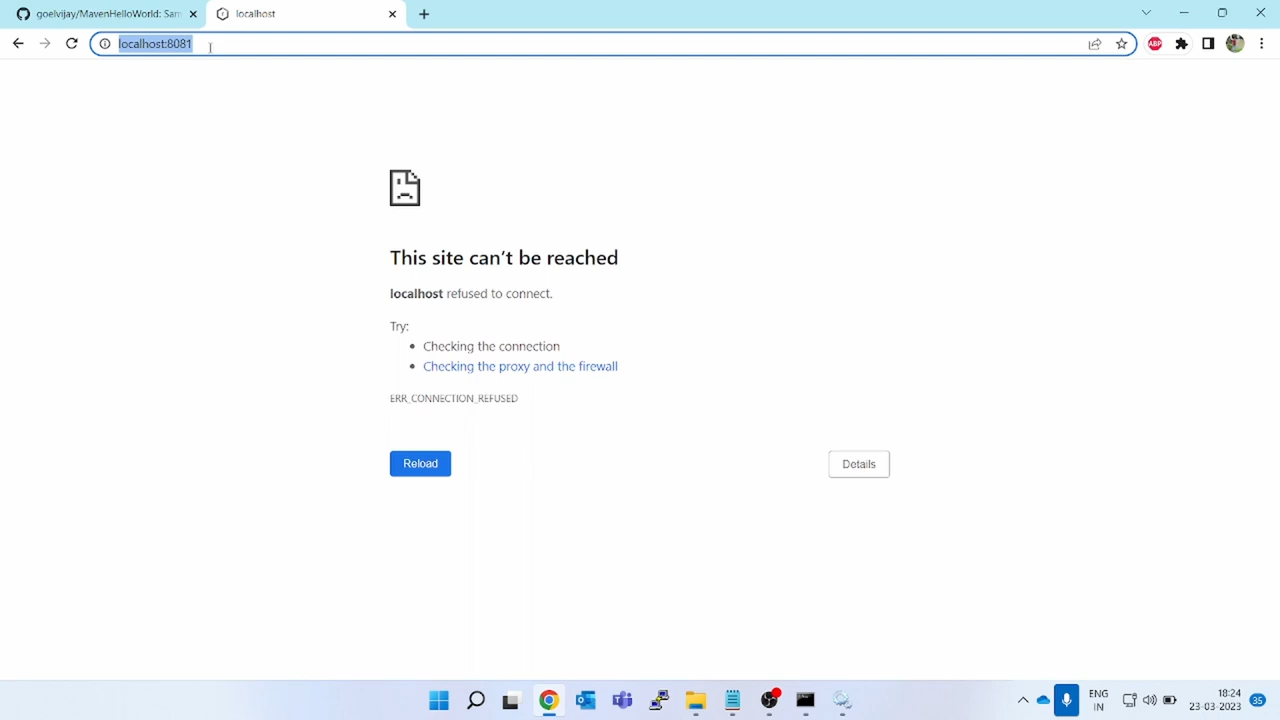 goelvijay/MavenHelloWorld: Sam
localhost
localhost:8081
ABP
This site can't be reached
localhost refused to connect.
Try:
• Checking the connection
• Checking the proxy and the firewall
ERR_CONNECTION_REFUSED
Reload
Details
ENG
IN
18:24
23-03-2023
35